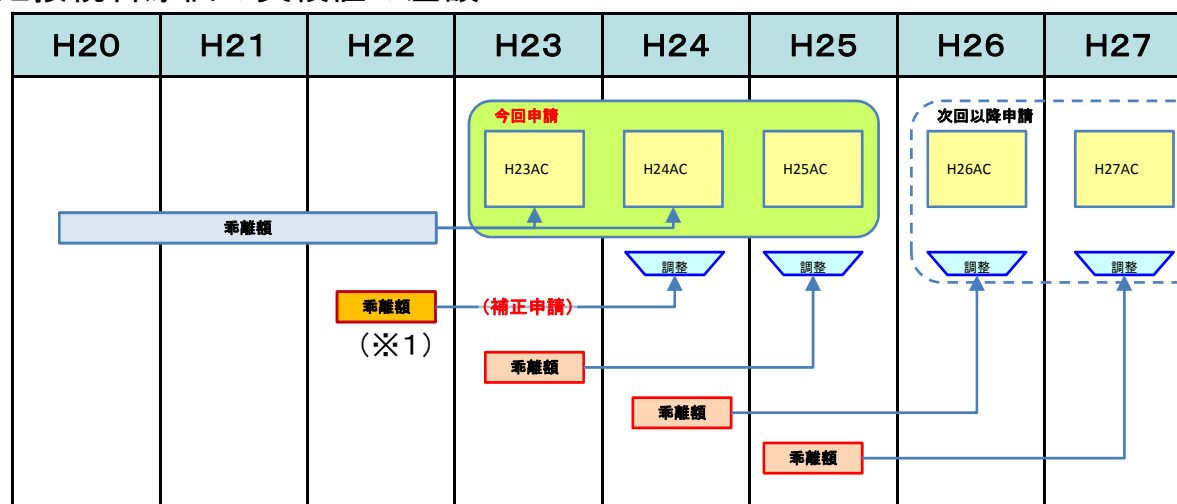 H20 H21 H22 H23 H24 H25 H26 H27
今回申請
次回以降申請
H23AC H24AC H25AC H26AC H27AC
乖離額
調整 調整 調整 調整
乖離額 (補正申請)
(※1)
乖離額
乖離額
乖離額